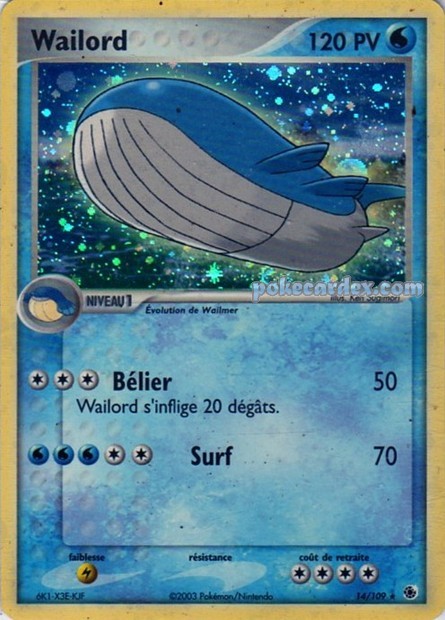 Wailord 120 PV
pokecardex.com
Illus. Ken Sugimori
NIVEAU 1
Évolution de Wailmer
Bélier 50
Wailord s'inflige 20 dégâts.
Surf 70
faiblesse résistance coût de retraite
6K1-X3E-KJF ©2003 Pokémon/Nintendo 14/109 ★